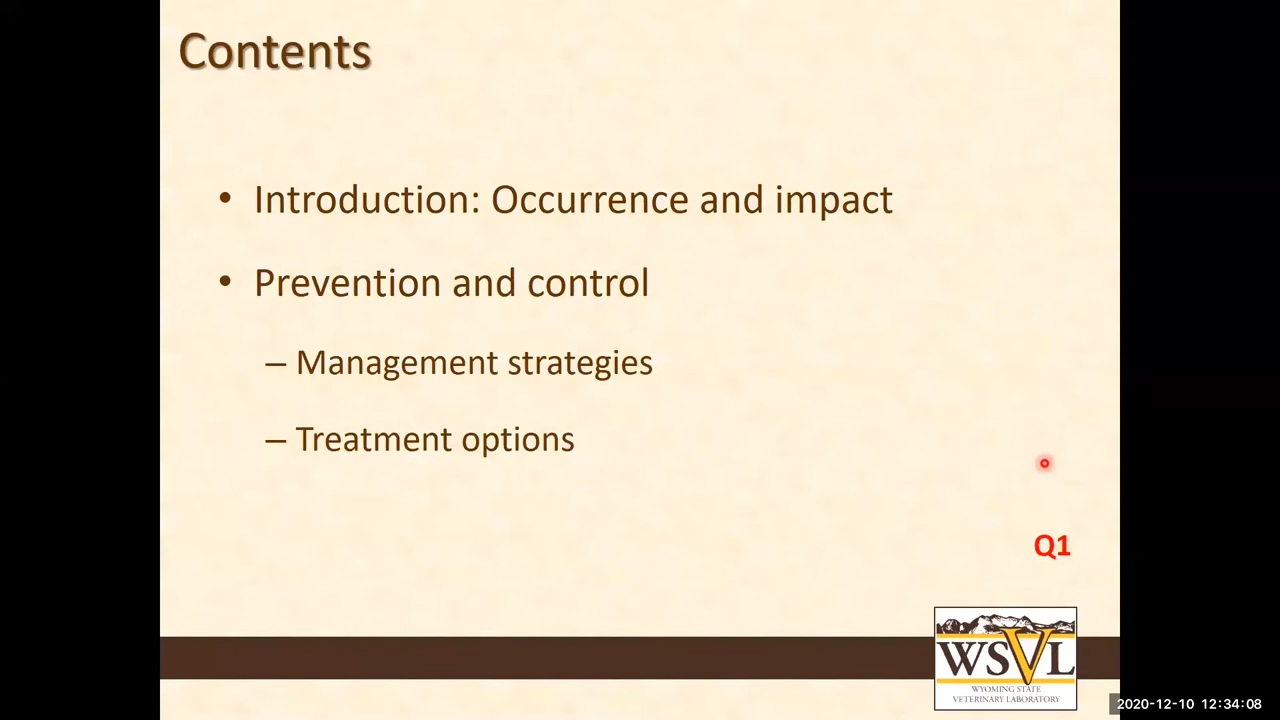 Contents
• Introduction: Occurrence and impact
• Prevention and control
– Management strategies
– Treatment options
Q1
WSVL
WYOMING STATE
VETERINARY LABORATORY
2020-12-10 12:34:08